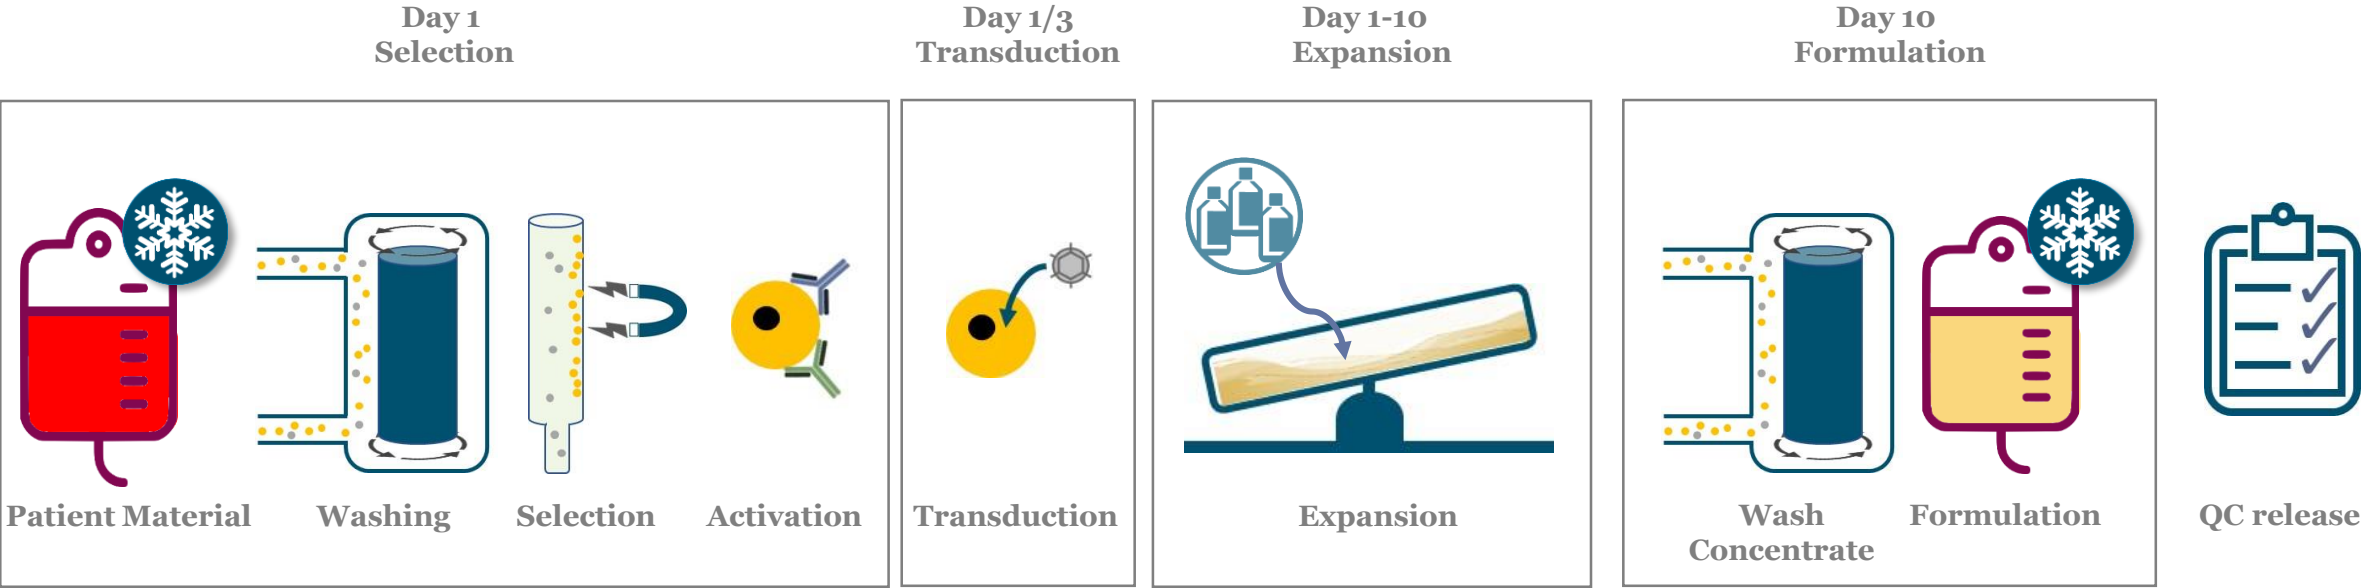 Day 1
Selection
Day 1/3
Transduction
Day 1-10
Expansion
Day 10
Formulation
Patient Material
Washing
Selection
Activation
Transduction
Expansion
Wash
Concentrate
Formulation
QC release